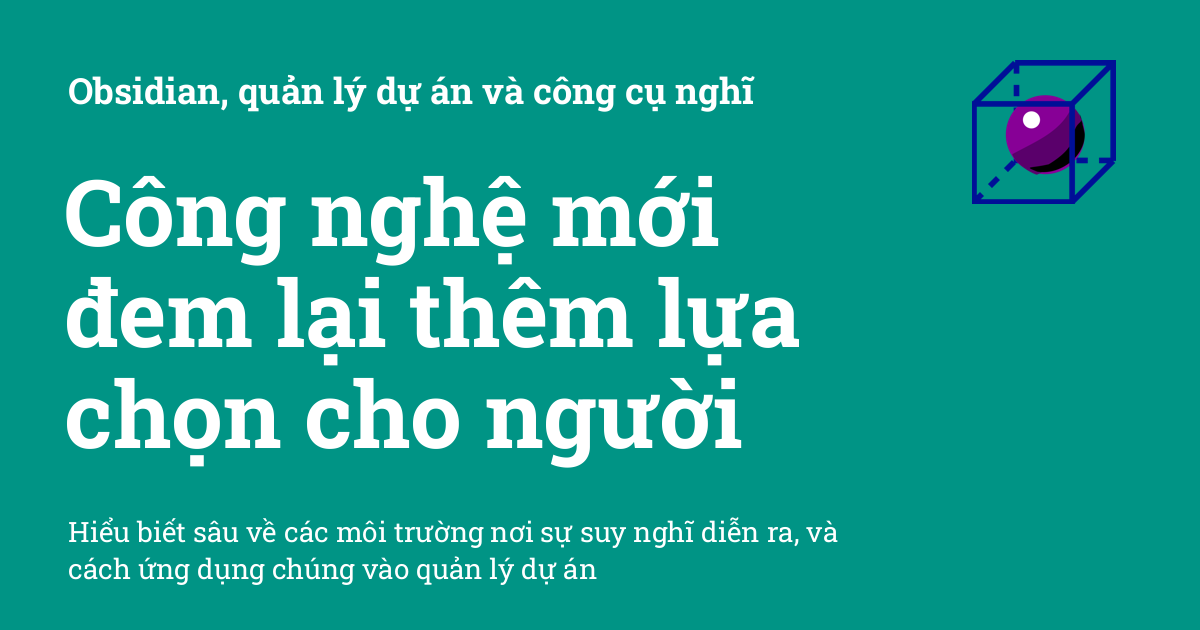 Obsidian, quản lý dự án và công cụ nghĩ
Công nghệ mới
đem lại thêm lựa
chọn cho người
Hiểu biết sâu về các môi trường nơi sự suy nghĩ diễn ra, và
cách ứng dụng chúng vào quản lý dự án